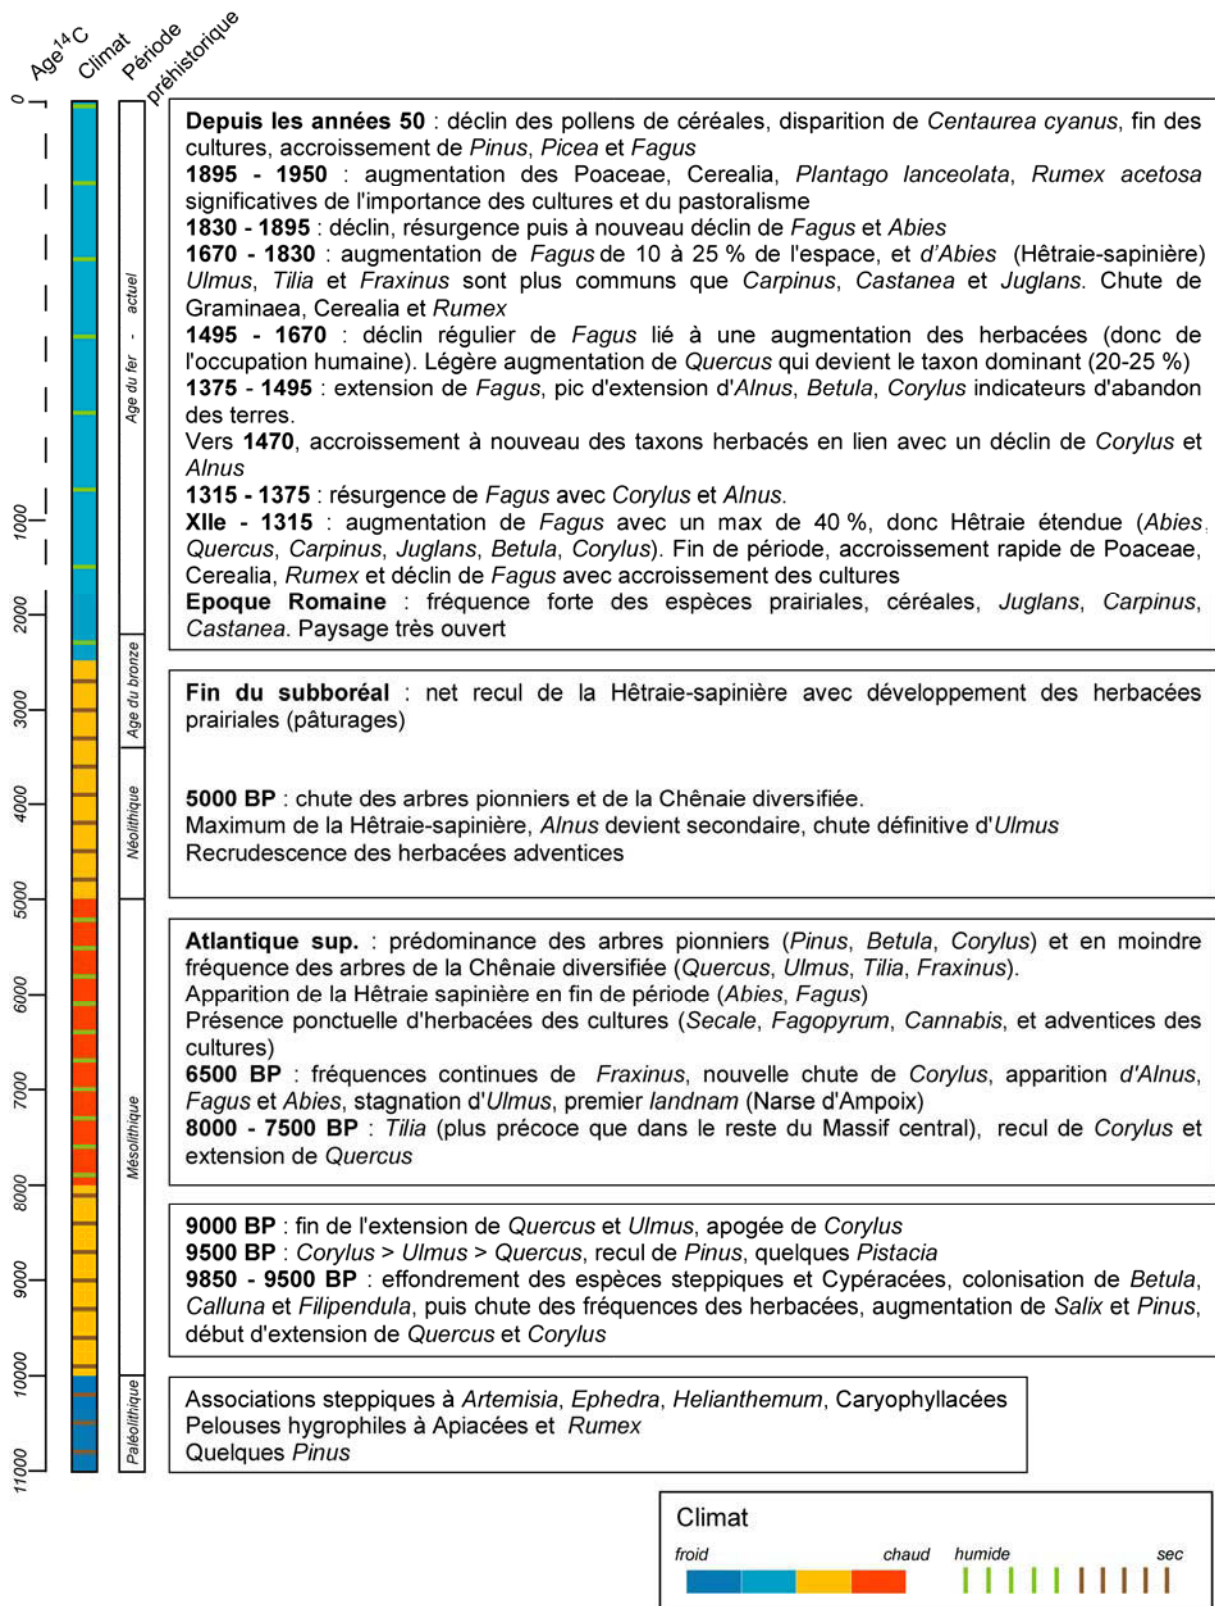 Age14C
Climat
Période
préhistorique
0
1000
2000
3000
4000
5000
6000
7000
8000
9000
10000
11000
Age du fer - actuel
Age du bronze
Néolithique
Mésolithique
Paléolithique
Depuis les années 50 : déclin des pollens de céréales, disparition de Centaurea cyanus, fin des
cultures, accroissement de Pinus, Picea et Fagus
1895 - 1950 : augmentation des Poaceae, Cerealia, Plantago lanceolata, Rumex acetosa
significatives de l'importance des cultures et du pastoralisme
1830 - 1895 : déclin, résurgence puis à nouveau déclin de Fagus et Abies
1670 - 1830 : augmentation de Fagus de 10 à 25 % de l'espace, et d'Abies (Hêtraie-sapinière)
Ulmus, Tilia et Fraxinus sont plus communs que Carpinus, Castanea et Juglans. Chute de
Graminaea, Cerealia et Rumex
1495 - 1670 : déclin régulier de Fagus lié à une augmentation des herbacées (donc de
l'occupation humaine). Légère augmentation de Quercus qui devient le taxon dominant (20-25 %)
1375 - 1495 : extension de Fagus, pic d'extension d'Alnus, Betula, Corylus indicateurs d'abandon
des terres.
Vers 1470, accroissement à nouveau des taxons herbacés en lien avec un déclin de Corylus et
Alnus
1315 - 1375 : résurgence de Fagus avec Corylus et Alnus.
XIIe - 1315 : augmentation de Fagus avec un max de 40 %, donc Hêtraie étendue (Abies,
Quercus, Carpinus, Juglans, Betula, Corylus). Fin de période, accroissement rapide de Poaceae,
Cerealia, Rumex et déclin de Fagus avec accroissement des cultures
Epoque Romaine : fréquence forte des espèces prairiales, céréales, Juglans, Carpinus,
Castanea. Paysage très ouvert
Fin du subboréal : net recul de la Hêtraie-sapinière avec développement des herbacées
prairiales (pâturages)
5000 BP : chute des arbres pionniers et de la Chênaie diversifiée.
Maximum de la Hêtraie-sapinière, Alnus devient secondaire, chute définitive d'Ulmus
Recrudescence des herbacées adventices
Atlantique sup. : prédominance des arbres pionniers (Pinus, Betula, Corylus) et en moindre
fréquence des arbres de la Chênaie diversifiée (Quercus, Ulmus, Tilia, Fraxinus).
Apparition de la Hêtraie sapinière en fin de période (Abies, Fagus)
Présence ponctuelle d'herbacées des cultures (Secale, Fagopyrum, Cannabis, et adventices des
cultures)
6500 BP : fréquences continues de Fraxinus, nouvelle chute de Corylus, apparition d'Alnus,
Fagus et Abies, stagnation d'Ulmus, premier landnam (Narse d'Ampoix)
8000 - 7500 BP : Tilia (plus précoce que dans le reste du Massif central), recul de Corylus et
extension de Quercus
9000 BP : fin de l'extension de Quercus et Ulmus, apogée de Corylus
9500 BP : Corylus > Ulmus > Quercus, recul de Pinus, quelques Pistacia
9850 - 9500 BP : effondrement des espèces steppiques et Cypéracées, colonisation de Betula,
Calluna et Filipendula, puis chute des fréquences des herbacées, augmentation de Salix et Pinus,
début d'extension de Quercus et Corylus
Associations steppiques à Artemisia, Ephedra, Helianthemum, Caryophyllacées
Pelouses hygrophiles à Apiacées et Rumex
Quelques Pinus
Climat
froid chaud humide sec